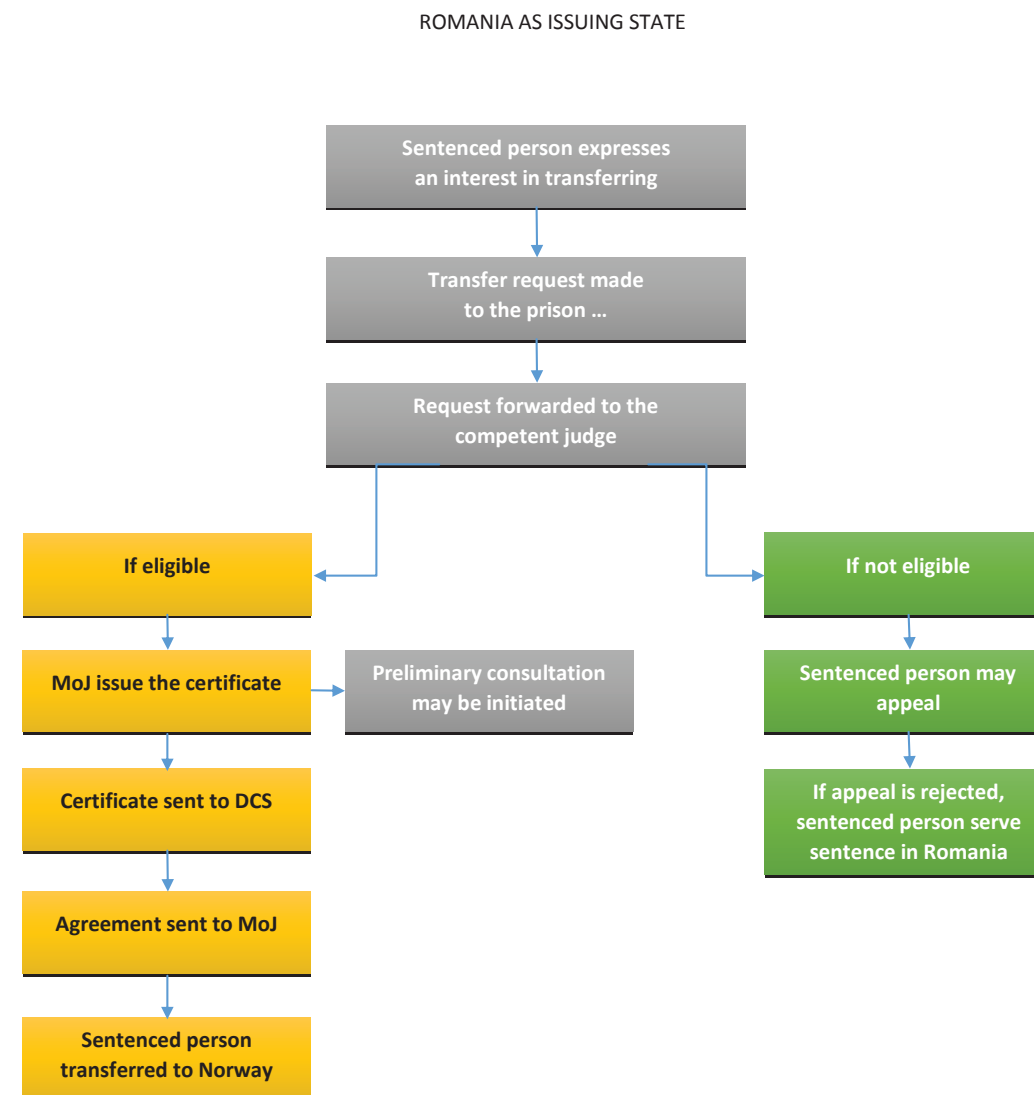 ROMANIA AS ISSUING STATE
Sentenced person expresses
an interest in transferring
Transfer request made
to the prison …
Request forwarded to the
competent judge
If eligible
If not eligible
MoJ issue the certificate
Preliminary consultation
may be initiated
Sentenced person may
appeal
Certificate sent to DCS
If appeal is rejected,
sentenced person serve
sentence in Romania
Agreement sent to MoJ
Sentenced person
transferred to Norway